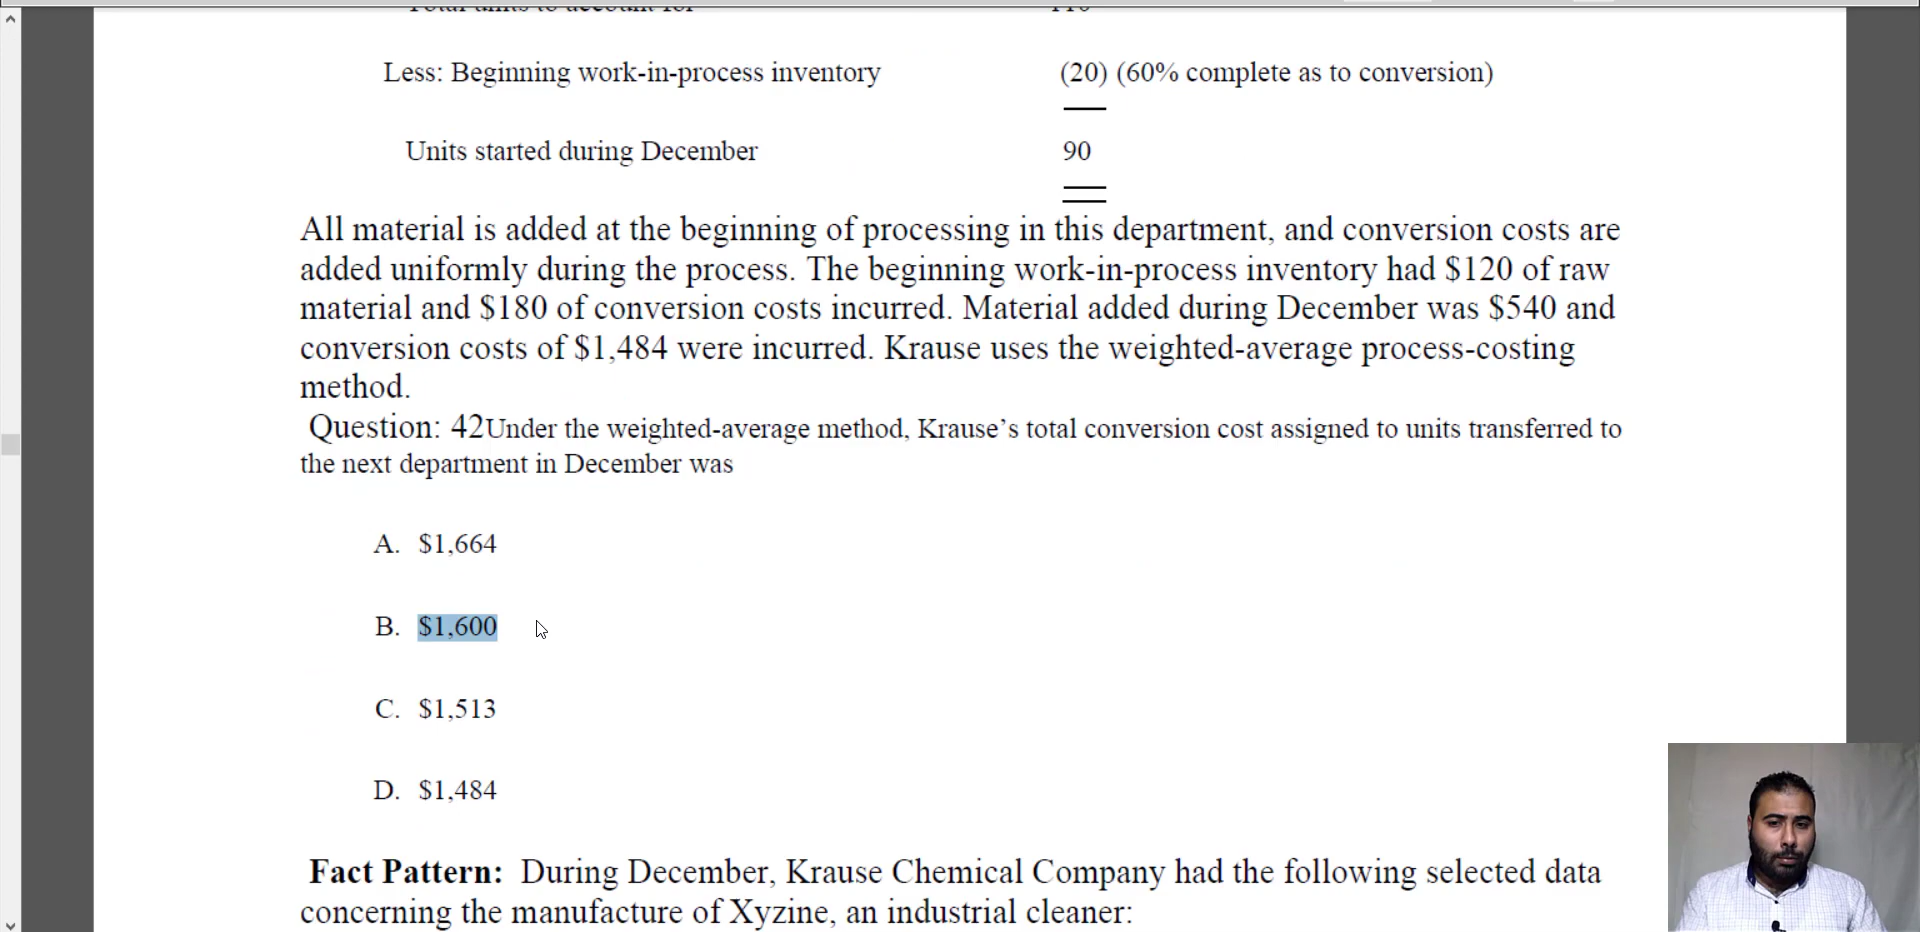 Total units to account for 110
Less: Beginning work-in-process inventory (20) (60% complete as to conversion)
Units started during December 90
All material is added at the beginning of processing in this department, and conversion costs are
added uniformly during the process. The beginning work-in-process inventory had $120 of raw
material and $180 of conversion costs incurred. Material added during December was $540 and
conversion costs of $1,484 were incurred. Krause uses the weighted-average process-costing
method.
Question: 42Under the weighted-average method, Krause’s total conversion cost assigned to units transferred to
the next department in December was
A. $1,664
B. $1,600
C. $1,513
D. $1,484
Fact Pattern: During December, Krause Chemical Company had the following selected data
concerning the manufacture of Xyzine, an industrial cleaner: